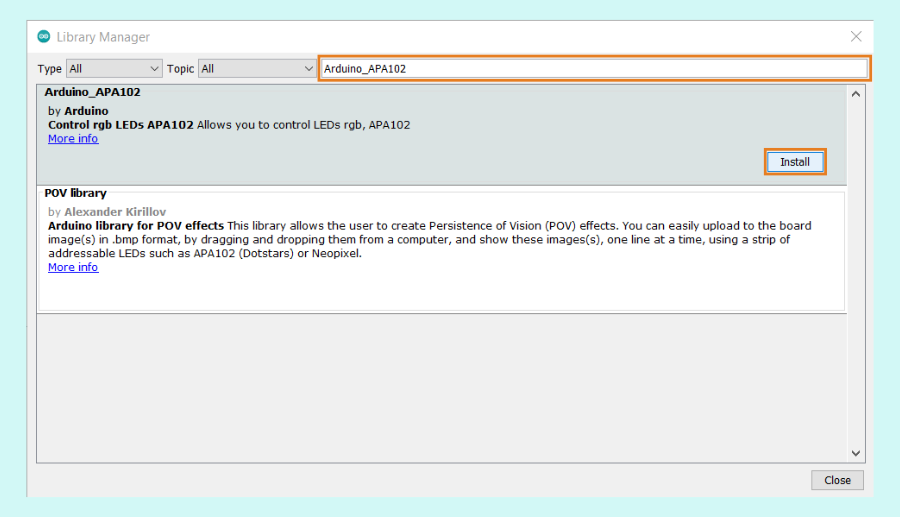 Library Manager
Type All Topic All Arduino_APA102
Arduino_APA102
by Arduino
Control rgb LEDs APA102 Allows you to control LEDs rgb, APA102
More info
Install
POV library
by Alexander Kirillov
Arduino library for POV effects This library allows the user to create Persistence of Vision (POV) effects. You can easily upload to the board
image(s) in .bmp format, by dragging and dropping them from a computer, and show these images(s), one line at a time, using a strip of
addressable LEDs such as APA102 (Dotstars) or Neopixel.
More info
Close